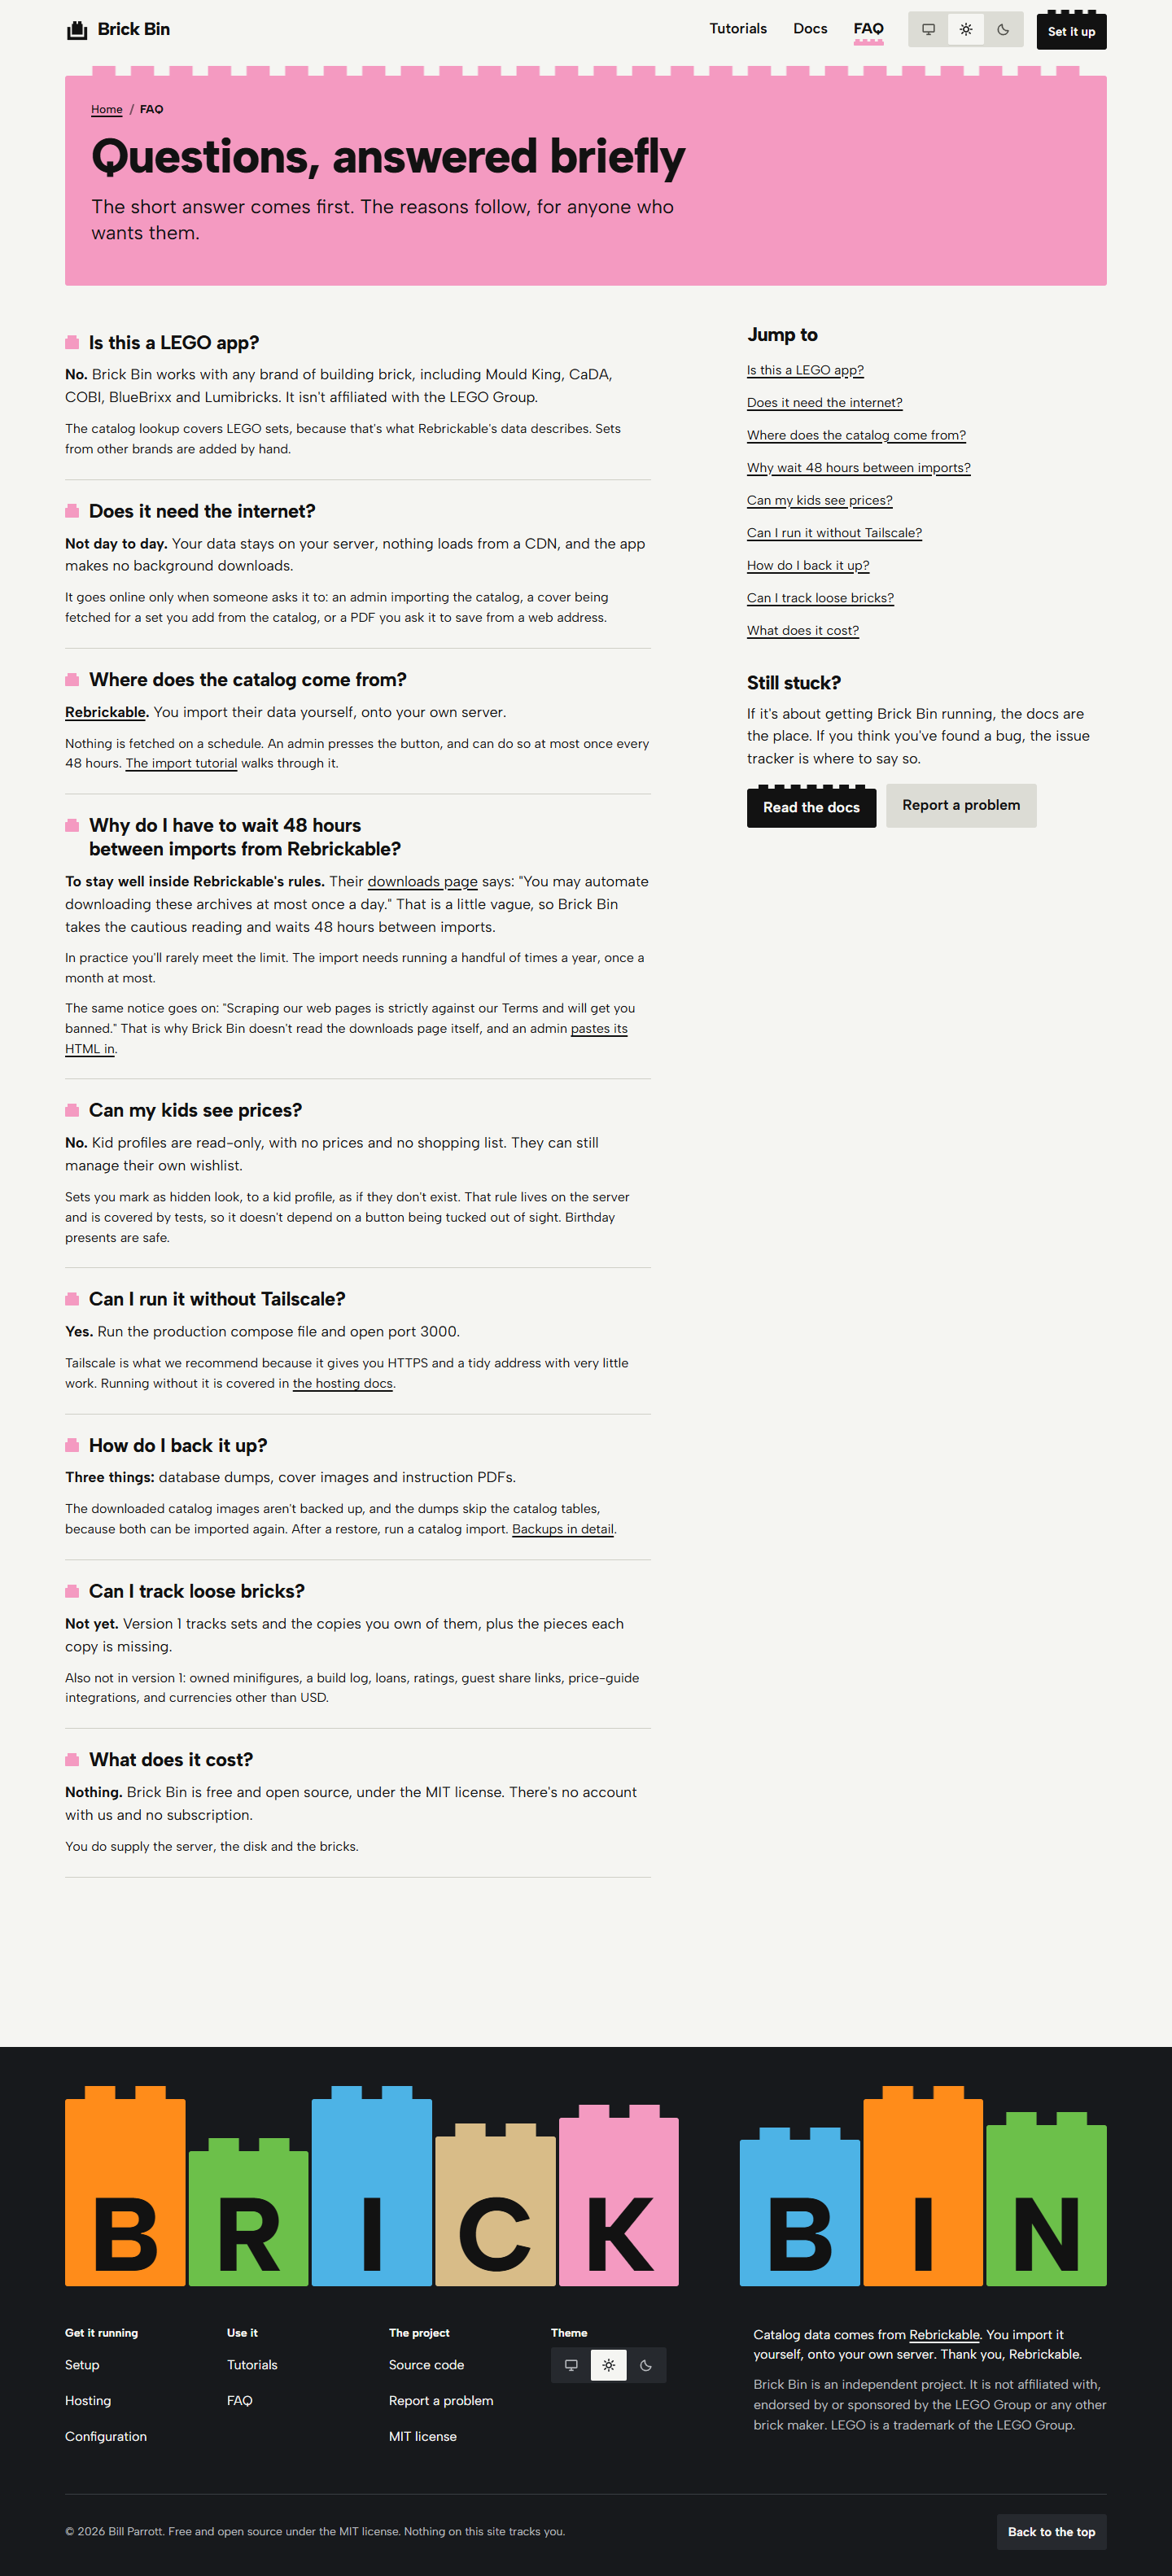 Brick Bin
Tutorials
Docs
FAQ
Set it up
Home / FAQ
Questions, answered briefly
The short answer comes first. The reasons follow, for anyone who
wants them.
Is this a LEGO app?
No. Brick Bin works with any brand of building brick, including Mould King, CaDA,
COBI, BlueBrixx and Lumibricks. It isn't affiliated with the LEGO Group.
The catalog lookup covers LEGO sets, because that's what Rebrickable's data describes. Sets
from other brands are added by hand.
Does it need the internet?
Not day to day. Your data stays on your server, nothing loads from a CDN, and the app
makes no background downloads.
It goes online only when someone asks it to: an admin importing the catalog, a cover being
fetched for a set you add from the catalog, or a PDF you ask it to save from a web address.
Where does the catalog come from?
Rebrickable. You import their data yourself, onto your own server.
Nothing is fetched on a schedule. An admin presses the button, and can do so at most once every
48 hours. The import tutorial walks through it.
Why do I have to wait 48 hours
between imports from Rebrickable?
To stay well inside Rebrickable's rules. Their downloads page says: "You may automate
downloading these archives at most once a day." That is a little vague, so Brick Bin
takes the cautious reading and waits 48 hours between imports.
In practice you'll rarely meet the limit. The import needs running a handful of times a year, once a
month at most.
The same notice goes on: "Scraping our web pages is strictly against our Terms and will get you
banned." That is why Brick Bin doesn't read the downloads page itself, and an admin pastes its
HTML in.
Can my kids see prices?
No. Kid profiles are read-only, with no prices and no shopping list. They can still
manage their own wishlist.
Sets you mark as hidden look, to a kid profile, as if they don't exist. That rule lives on the server
and is covered by tests, so it doesn't depend on a button being tucked out of sight. Birthday
presents are safe.
Can I run it without Tailscale?
Yes. Run the production compose file and open port 3000.
Tailscale is what we recommend because it gives you HTTPS and a tidy address with very little
work. Running without it is covered in the hosting docs.
How do I back it up?
Three things: database dumps, cover images and instruction PDFs.
The downloaded catalog images aren't backed up, and the dumps skip the catalog tables,
because both can be imported again. After a restore, run a catalog import. Backups in detail.
Can I track loose bricks?
Not yet. Version 1 tracks sets and the copies you own of them, plus the pieces each
copy is missing.
Also not in version 1: owned minifigures, a build log, loans, ratings, guest share links, price-guide
integrations, and currencies other than USD.
What does it cost?
Nothing. Brick Bin is free and open source, under the MIT license. There's no account
with us and no subscription.
You do supply the server, the disk and the bricks.
Jump to
Is this a LEGO app?
Does it need the internet?
Where does the catalog come from?
Why wait 48 hours between imports?
Can my kids see prices?
Can I run it without Tailscale?
How do I back it up?
Can I track loose bricks?
What does it cost?
Still stuck?
If it's about getting Brick Bin running, the docs are
the place. If you think you've found a bug, the issue
tracker is where to say so.
Read the docs
Report a problem
BRICK BIN
Get it running
Setup
Hosting
Configuration
Use it
Tutorials
FAQ
The project
Source code
Report a problem
MIT license
Theme
Catalog data comes from Rebrickable. You import it
yourself, onto your own server. Thank you, Rebrickable.
Brick Bin is an independent project. It is not affiliated with,
endorsed by or sponsored by the LEGO Group or any other
brick maker. LEGO is a trademark of the LEGO Group.
© 2026 Bill Parrott. Free and open source under the MIT license. Nothing on this site tracks you.
Back to the top